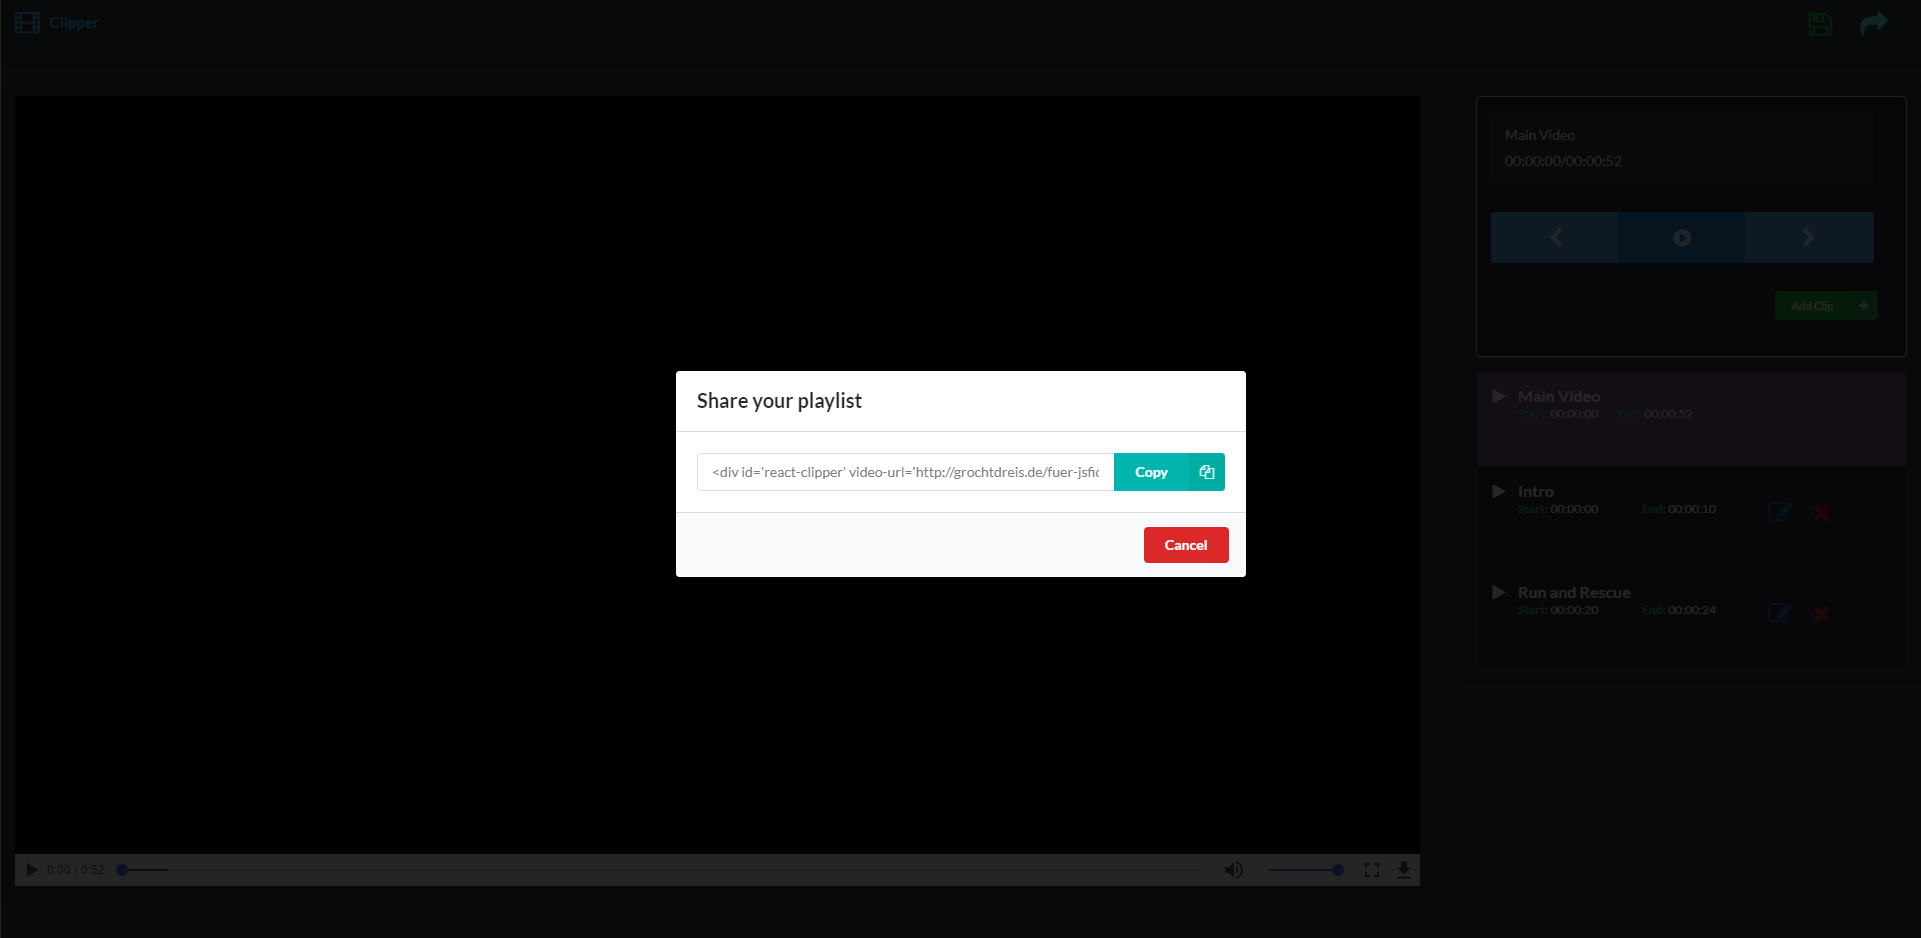 Clipper
Main Video
00:00:00/00:00:52
Add Clip
Share your playlist
<div id='react-clipper' video-url='http://grochtdreis.de/fuer-jsfic
Copy
Cancel
Main Video
Start: 00:00:00 End: 00:00:52
Intro
Start: 00:00:00 End: 00:00:10
Run and Rescue
Start: 00:00:20 End: 00:00:24
0:00 / 0:52